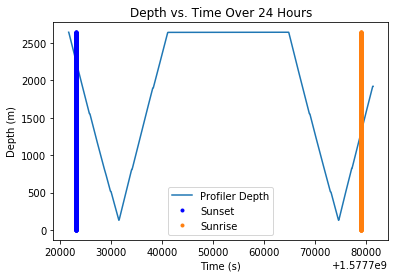 Depth vs. Time Over 24 Hours
Depth (m)
2500
2000
1500
1000
500
0
Profiler Depth
Sunset
Sunrise
20000 30000 40000 50000 60000 70000 80000
Time (s)
+1.5777e9